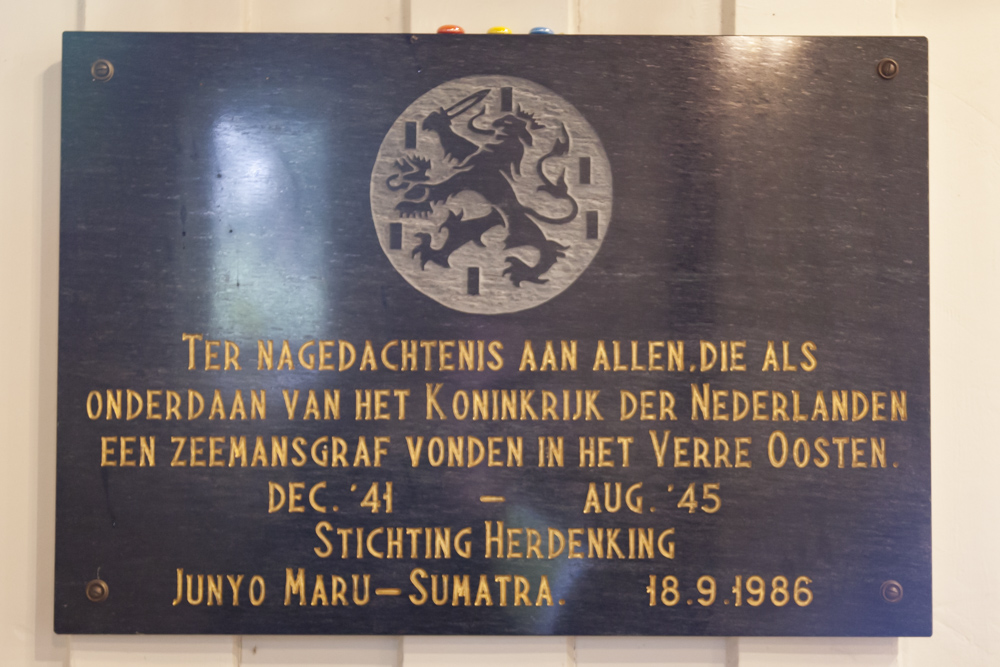 TER NAGEDACHTENIS AAN ALLEN, DIE ALS
ONDERDAAN VAN HET KONINKRIJK DER NEDERLANDEN
EEN ZEEMANSGRAF VONDEN IN HET VERRE OOSTEN.
DEC. '41 – AUG. '45
STICHTING HERDENKING
JUNYO MARU–SUMATRA. 18.9.1986